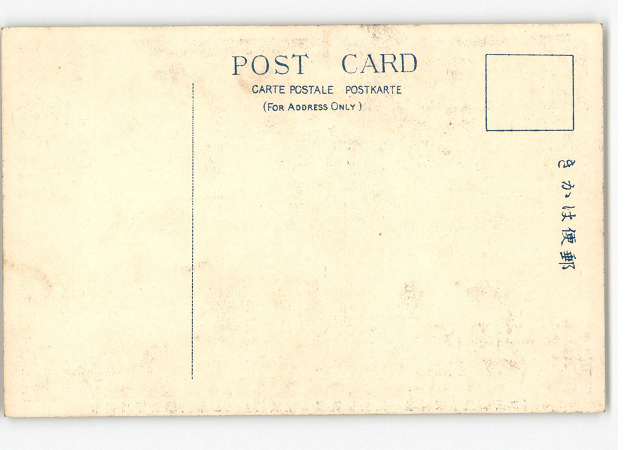 POST CARD
CARTE POSTALE POSTKARTE
(FOR ADDRESS ONLY)
きかは便郵